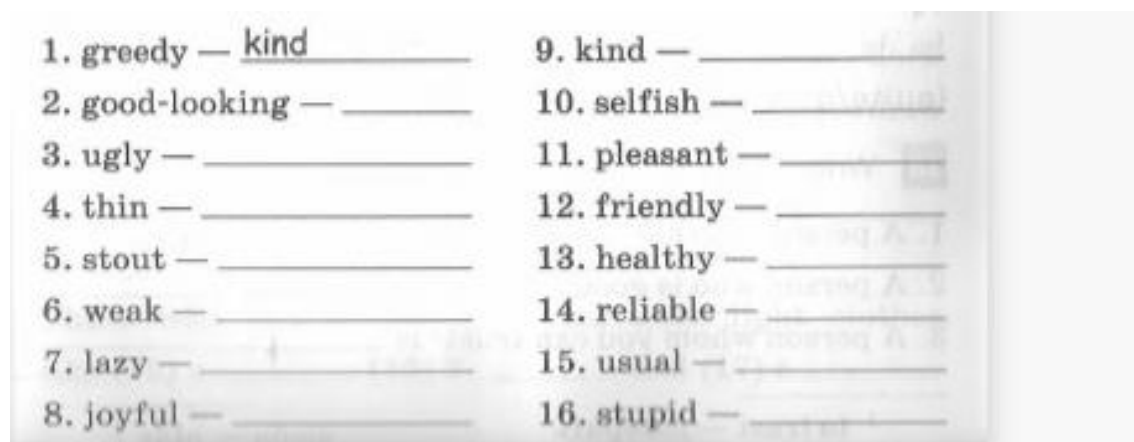 1. greedy — kind
2. good-looking —
3. ugly —
4. thin —
5. stout —
6. weak —
7. lazy —
8. joyful —
9. kind —
10. selfish —
11. pleasant —
12. friendly —
13. healthy —
14. reliable —
15. usual —
16. stupid —